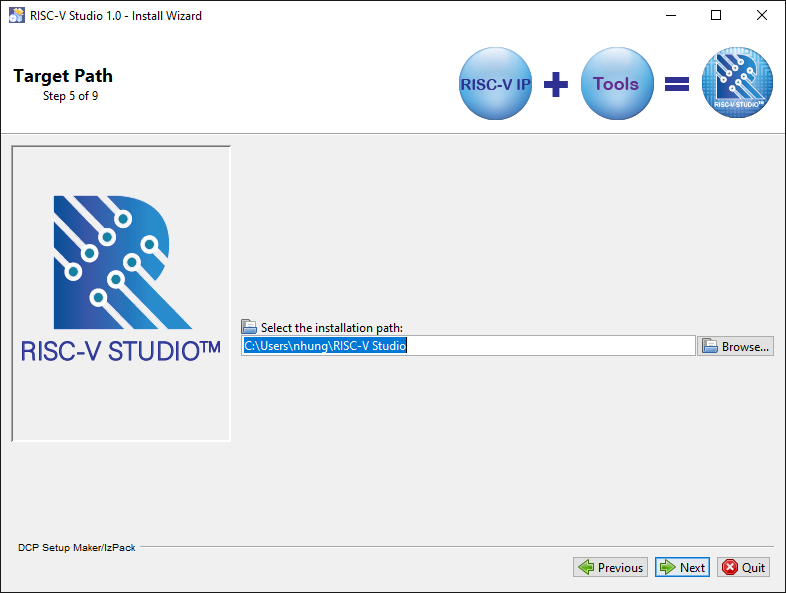 RISC-V Studio 1.0 - Install Wizard
Target Path
Step 5 of 9
RISC-V IP
Tools
RISC-V STUDIO™
RISC-V STUDIO™
Select the installation path:
C:\Users\nhung\RISC-V Studio
Browse...
DCP Setup Maker/IzPack
Previous
Next
Quit